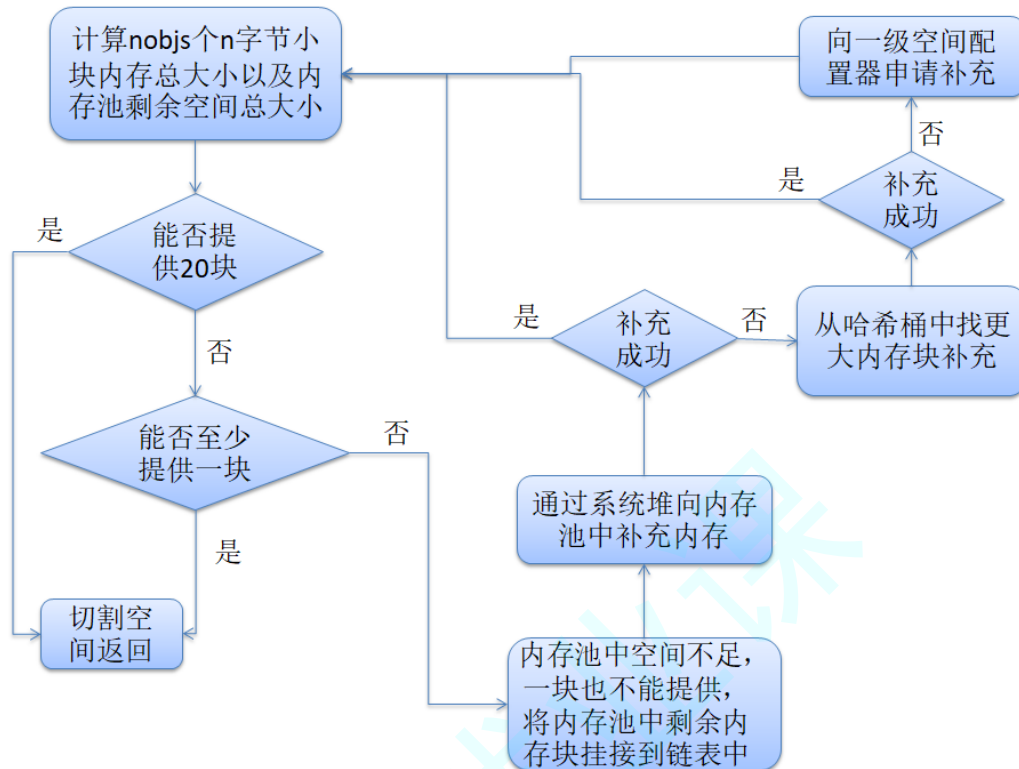 计算nobjs个n字节小
块内存总大小以及内
存池剩余空间总大小
向一级空间配
置器申请补充
否
是
补充
成功
是
能否提
供20块
是
补充
成功
否
从哈希桶中找更
大内存块补充
否
能否至少
提供一块
否
通过系统堆向内存
池中补充内存
是
切割空
间返回
内存池中空间不足，
一块也不能提供，
将内存池中剩余内
存块挂接到链表中